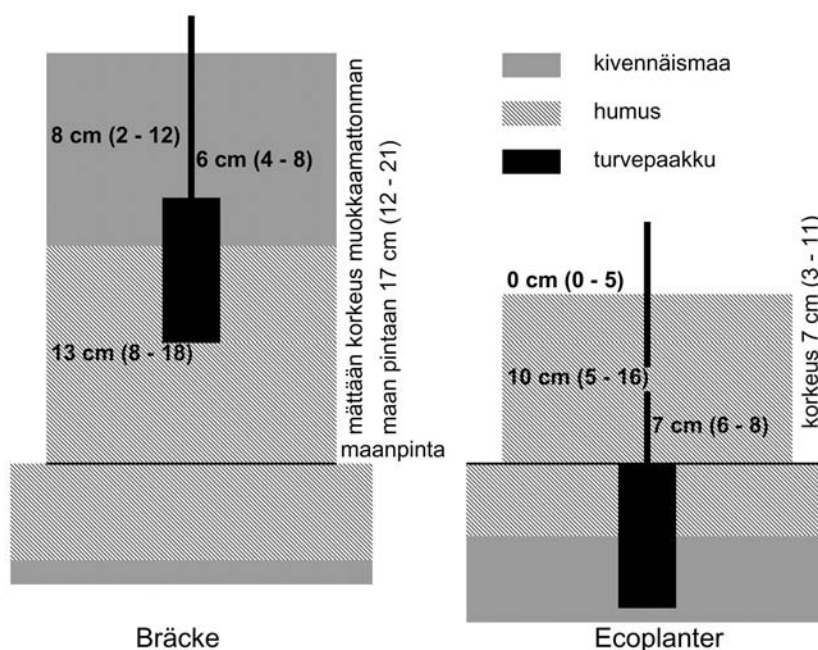 kivennäismaa
humus
turvepaakku
8 cm (2 - 12)
6 cm (4 - 8)
13 cm (8 - 18)
mättään korkeus muokkaamattonman
maan pintaan 17 cm (12 - 21)
maanpinta
0 cm (0 - 5)
10 cm (5 - 16)
7 cm (6 - 8)
korkeus 7 cm (3 - 11)
Bräcke
Ecoplanter